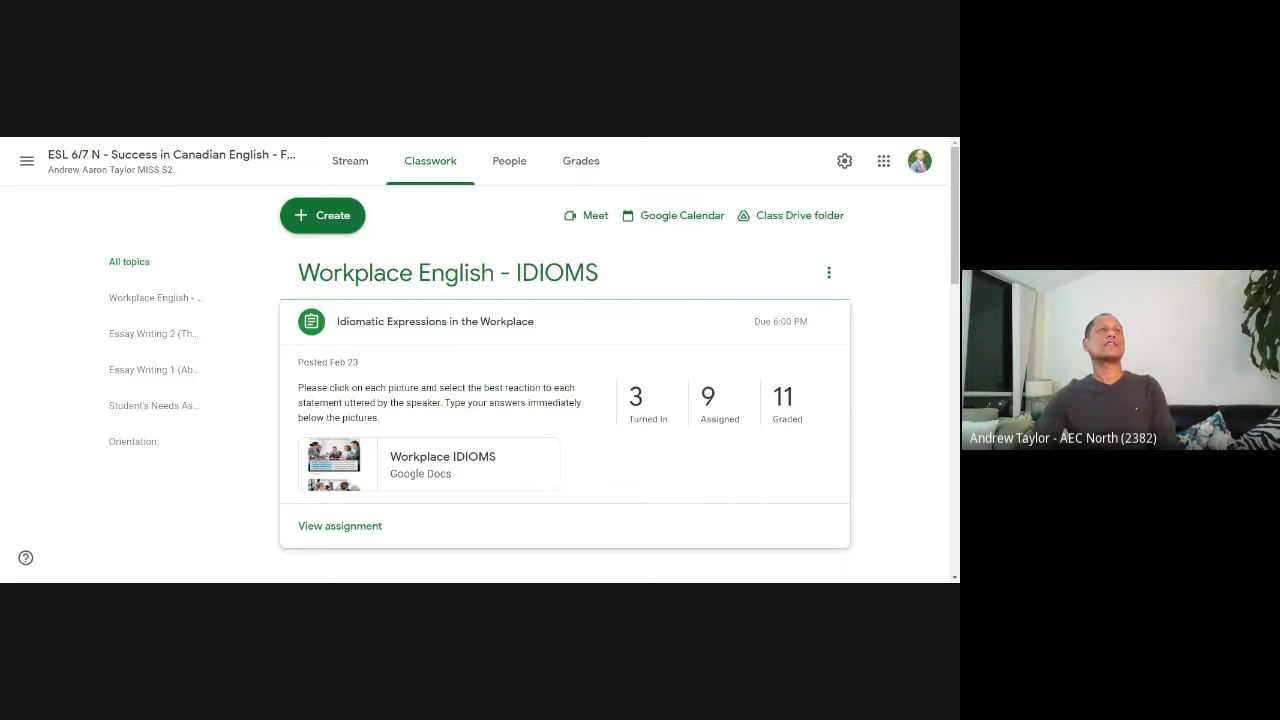 ESL 6/7 N - Success in Canadian English - F...
Andrew Aaron Taylor MISS S2
Stream
Classwork
People
Grades
Create
Meet
Google Calendar
Class Drive folder
All topics
Workplace English - ...
Essay Writing 2 (Th...
Essay Writing 1 (Ab...
Student's Needs As...
Orientation:
Workplace English - IDIOMS
Idiomatic Expressions in the Workplace
Due 6:00 PM
Posted Feb 23
Please click on each picture and select the best reaction to each
statement uttered by the speaker. Type your answers immediately
below the pictures.
3
Turned in
9
Assigned
11
Graded
Workplace IDIOMS
Google Docs
View assignment
Andrew Taylor - AEC North (2382)